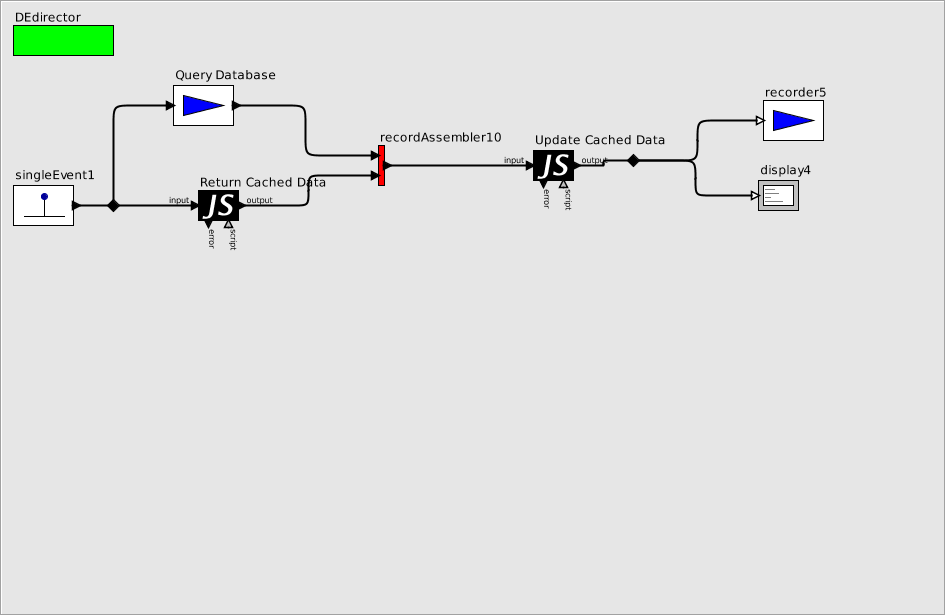 DEdirector
Query Database
recorder5
recordAssembler10
Update Cached Data
input
JS
output
error
script
display4
singleEvent1
Return Cached Data
input
JS
output
error
script